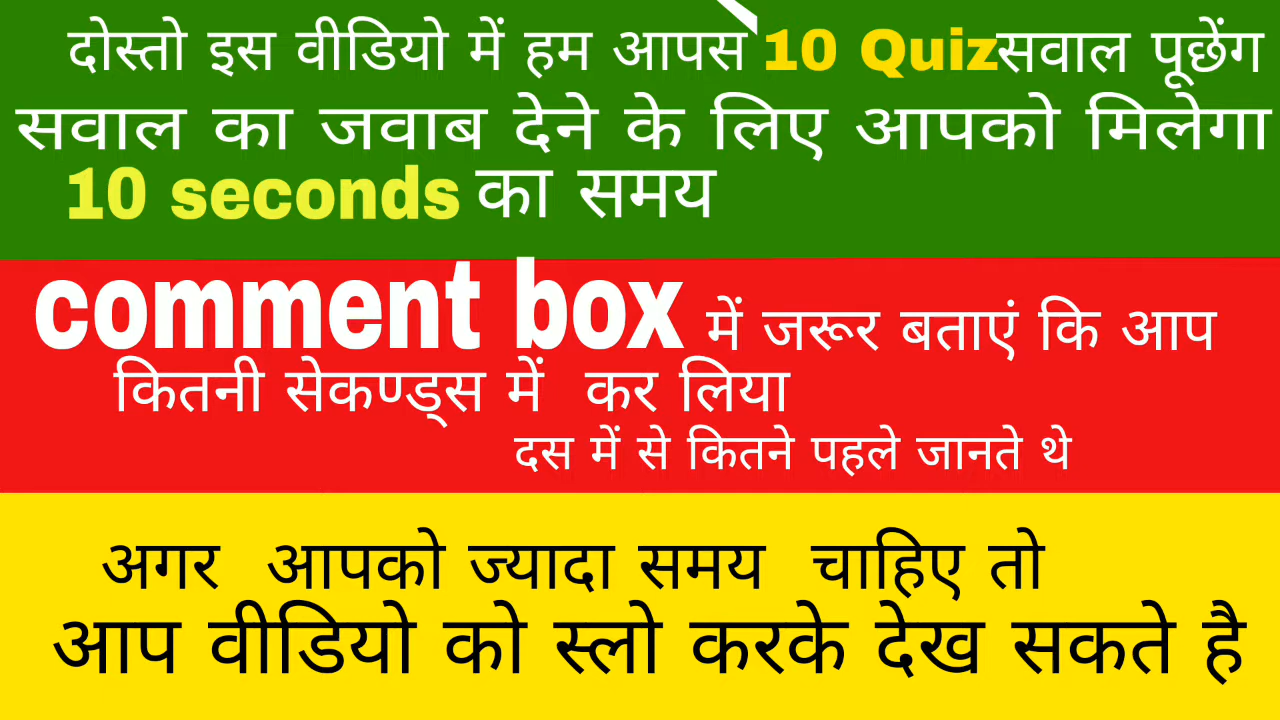 दोस्तो इस वीडियो में हम आपस 10 Quizसवाल पूछेंग
सवाल का जवाब देने के लिए आपको मिलेगा
10 seconds का समय
comment box में जरूर बताएं कि आप
कितनी सेकण्ड्स में कर लिया
दस में से कितने पहले जानते थे
अगर आपको ज्यादा समय चाहिए तो
आप वीडियो को स्लो करके देख सकते है